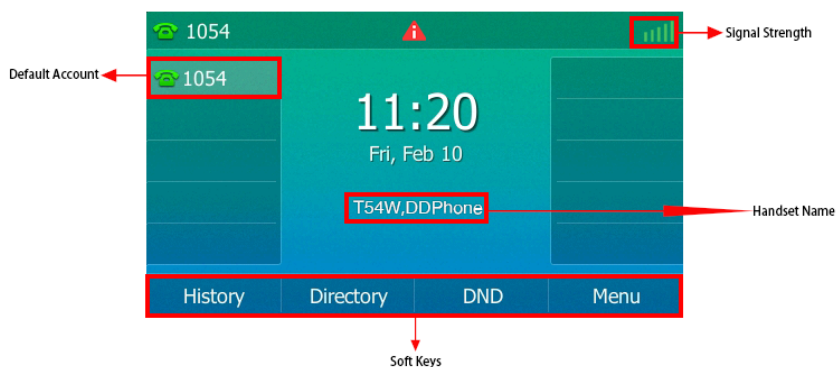 1054
Signal Strength
Default Account
1054
11:20
Fri, Feb 10
T54W,DDPhone
Handset Name
History Directory DND Menu
Soft Keys